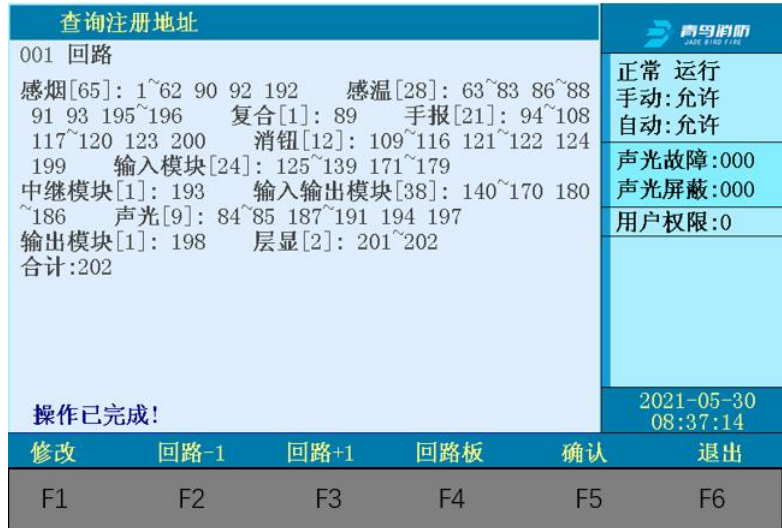 查询注册地址
001 回路
感烟[65]: 1~62 90 92 192 感温[28]: 63~83 86~88
91 93 195~196 复合[1]: 89 手报[21]: 94~108
117~120 123 200 消钮[12]: 109~116 121~122 124
199 输入模块[24]: 125~139 171~179
中继模块[1]: 193 输入输出模块[38]: 140~170 180
~186 声光[9]: 84~85 187~191 194 197
输出模块[1]: 198 层显[2]: 201~202
合计:202
操作已完成!
青鸟消防
JADE BIRD FIRE
正常 运行
手动:允许
自动:允许
声光故障:000
声光屏蔽:000
用户权限:0
2021-05-30
08:37:14
修改 回路-1 回路+1 回路板 确认 退出
F1 F2 F3 F4 F5 F6